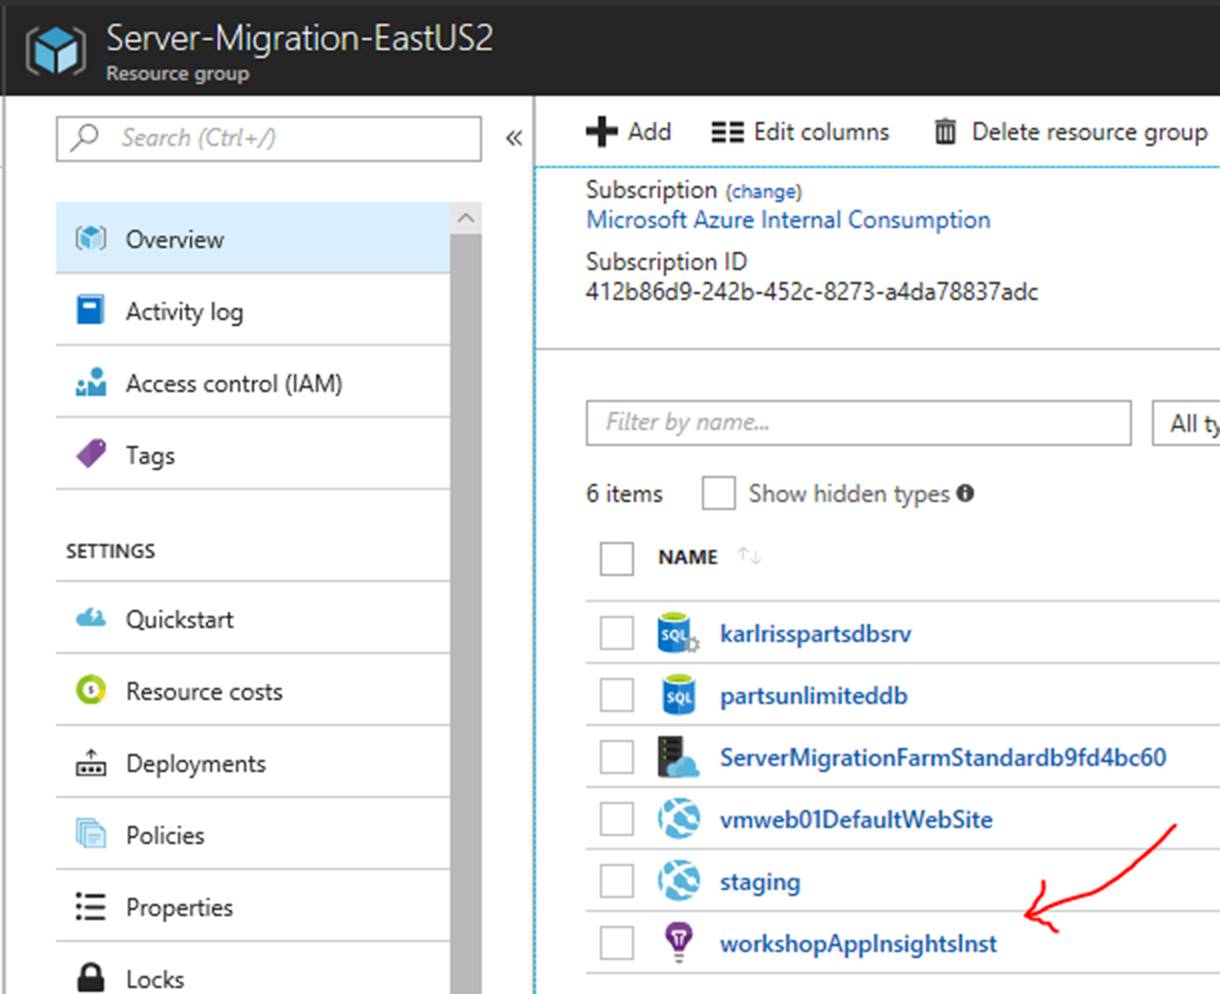 Server-Migration-EastUS2
Resource group
Search (Ctrl+/)
«
Overview
Activity log
Access control (IAM)
Tags
SETTINGS
Quickstart
Resource costs
Deployments
Policies
Properties
Locks
Add
Edit columns
Delete resource group
Subscription (change)
Microsoft Azure Internal Consumption
Subscription ID
412b86d9-242b-452c-8273-a4da78837adc
Filter by name...
All ty
6 items
Show hidden types
NAME
SQL karlrisspartsdbsrv
SQL partsunlimiteddb
ServerMigrationFarmStandardb9fd4bc60
vmweb01DefaultWebSite
staging
workshopAppInsightsInst